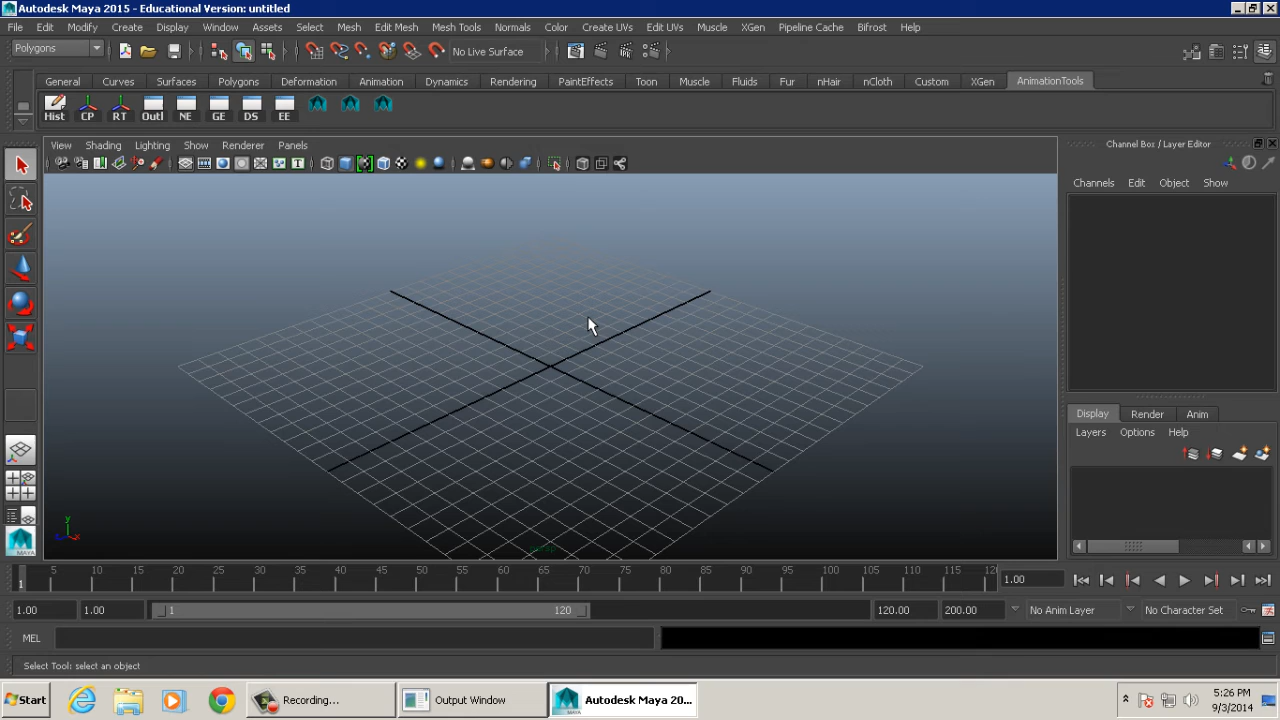 Autodesk Maya 2015 - Educational Version: untitled
File Edit Modify Create Display Window Assets Select Mesh Edit Mesh Mesh Tools Normals Color Create UVs Edit UVs Muscle XGen Pipeline Cache Bifrost Help
Polygons No Live Surface
General Curves Surfaces Polygons Deformation Animation Dynamics Rendering PaintEffects Toon Muscle Fluids Fur nHair nCloth Custom XGen AnimationTools
Hist CP RT Outl NE GE DS EE
View Shading Lighting Show Renderer Panels
Channel Box / Layer Editor
Channels Edit Object Show
Display Render Anim
Layers Options Help
y
persp
1 5 10 15 20 25 30 35 40 45 50 55 60 65 70 75 80 85 90 95 100 105 110 115 120 1.00
1.00 1.00 1 120 120.00 200.00 No Anim Layer No Character Set
MEL
Select Tool: select an object
Start Recording... Output Window Autodesk Maya 20... 5:26 PM
MAYA 9/3/2014